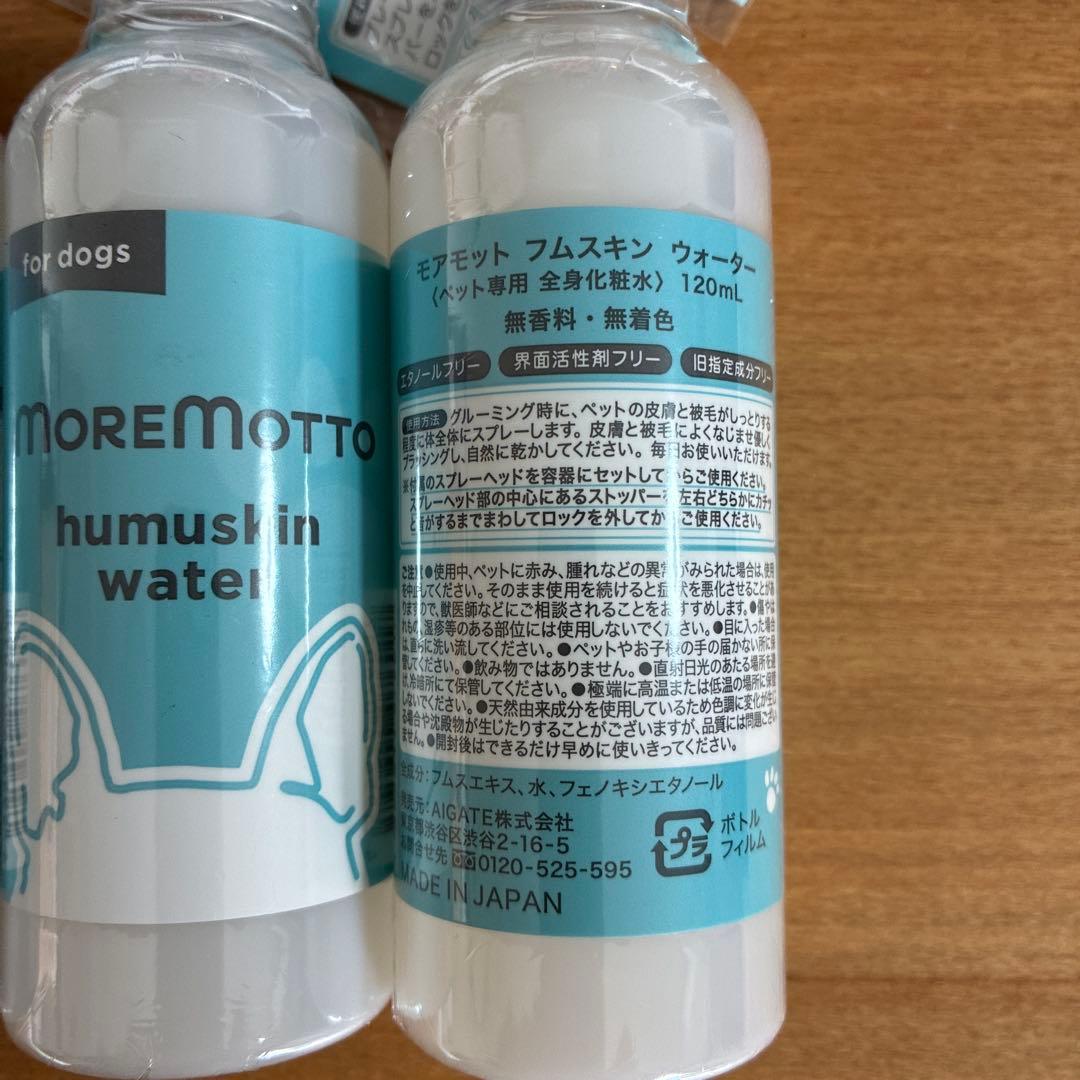 スプレ
ロック
for dogs
MOREMOTTO
humuskin
water
モアモット フムスキン ウォーター
〈ペット専用 全身化粧水〉 120mL
無香料・無着色
エタノールフリー 界面活性剤フリー 旧指定成分フリー
使用方法 グルーミング時に、ペットの皮膚と被毛がしっとりする
程度に体全体にスプレーします。皮膚と被毛によくなじませ優しく
ブラッシングし、自然に乾かしてください。毎日お使いいただけます。
※付属のスプレーヘッドを容器にセットしてからご使用ください。
スプレーヘッド部の中心にあるストッパーを左右どちらかにカチッ
と音がするまでまわしてロックを外してからご使用ください。
ご注意 ●使用中、ペットに赤み、腫れなどの異常がみられた場合は、使用
を中止してください。そのまま使用を続けると症状を悪化させることがあ
りますので、獣医師などにご相談されることをおすすめします。●傷やは
れもの、湿疹等のある部位には使用しないでください。●目に入った場合
は、直ちに洗い流してください。●ペットやお子様の手の届かない所に保
管してください。●飲み物ではありません。●直射日光のあたる場所を避
け、冷暗所にて保管してください。●極端に高温または低温の場所に保管
しないでください。●天然由来成分を使用しているため色調に変化が生じ
る場合や沈殿物が生じたりすることがございますが、品質には問題ござい
ません。●開封後はできるだけ早めに使いきってください。
全成分：フムスエキス、水、フェノキシエタノール
発売元：AIGATE株式会社
東京都渋谷区渋谷2-16-5
お問合せ先 0120-525-595
MADE IN JAPAN
プラ
ボトル
フィルム